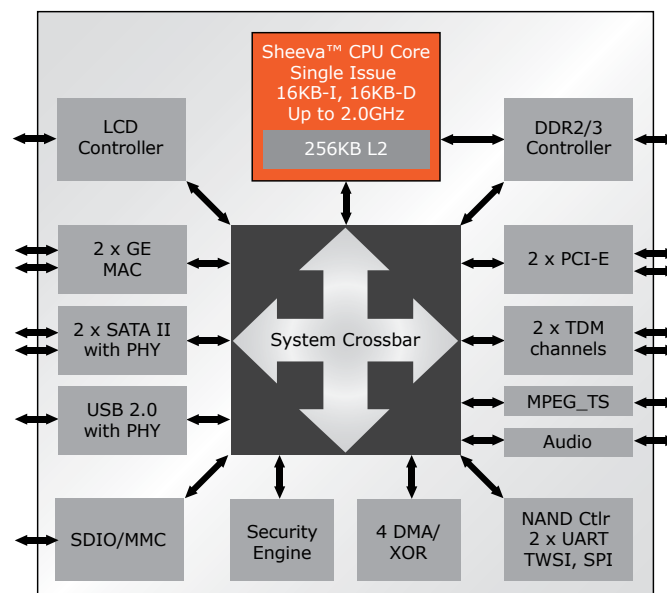 Sheeva™ CPU Core
Single Issue
16KB-I, 16KB-D
Up to 2.0GHz
256KB L2
LCD
Controller
DDR2/3
Controller
2 x GE
MAC
2 x PCI-E
2 x SATA II
with PHY
System Crossbar
2 x TDM
channels
USB 2.0
with PHY
MPEG_TS
Audio
SDIO/MMC
Security
Engine
4 DMA/
XOR
NAND Ctlr
2 x UART
TWSI, SPI